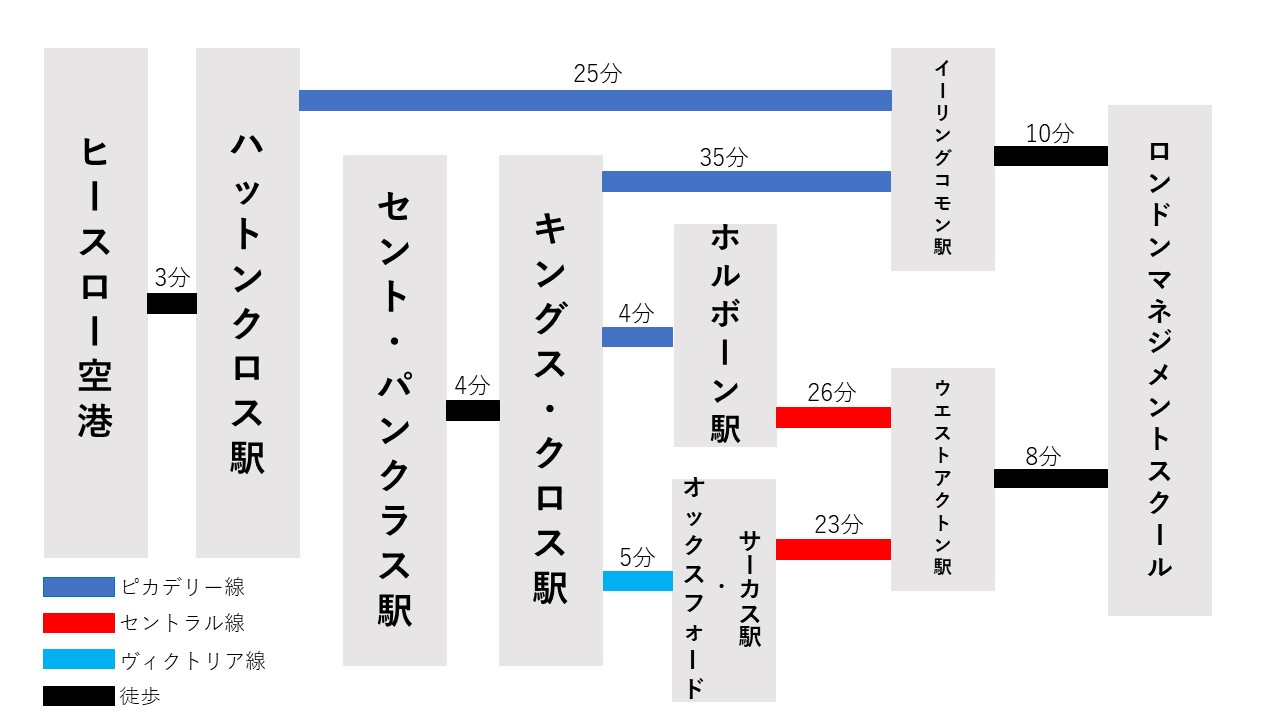 ヒースロー空港
3分
ハットンクロス駅
25分
セント・パンクラス駅
4分
キングス・クロス駅
35分
4分
5分
ホルボーン駅
オックスフォード
・
サーカス駅
26分
23分
イーリングコモン駅
ウエストアクトン駅
10分
8分
ロンドンマネジメントスクール
ピカデリー線
セントラル線
ヴィクトリア線
徒歩